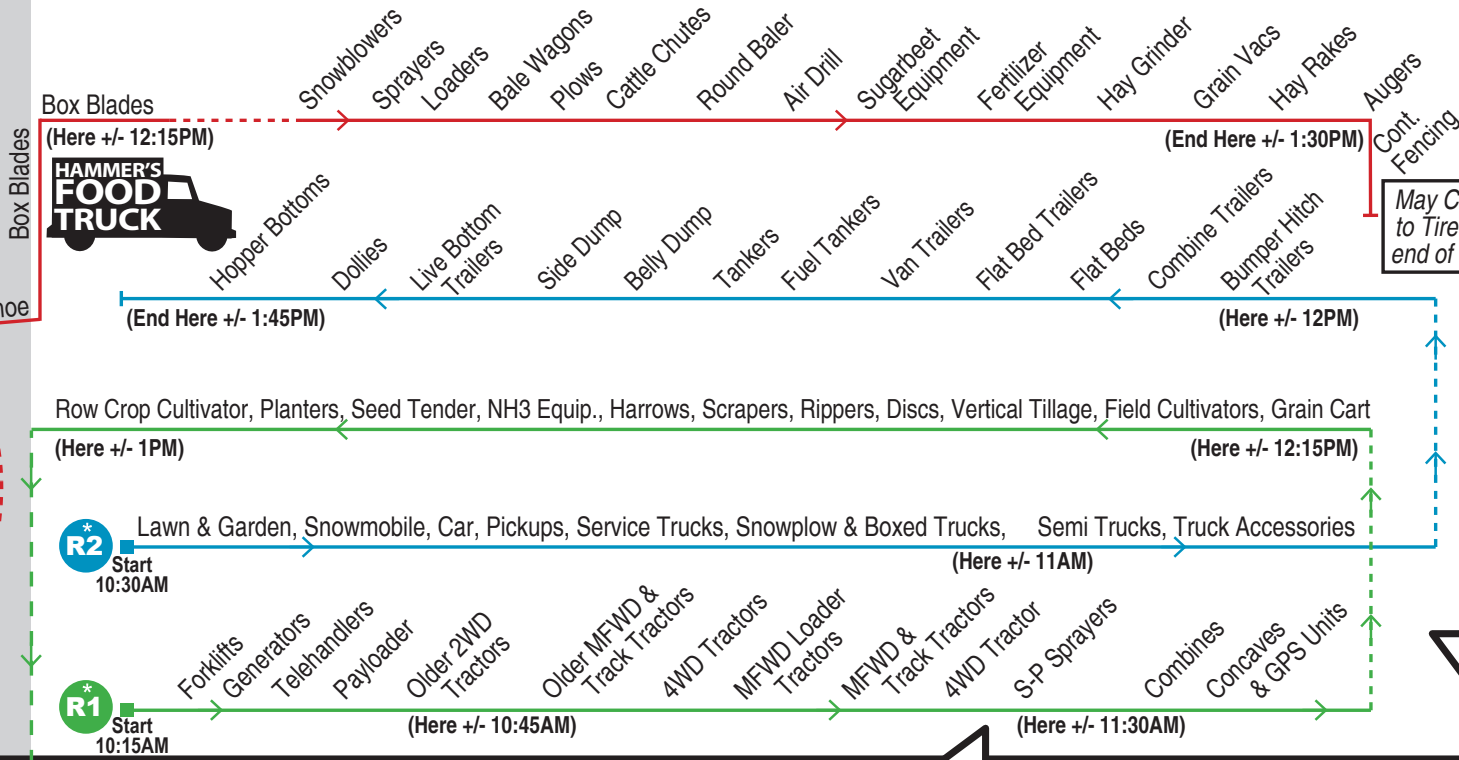 Box Blades
Box Blades
Snowblowers
Sprayers
Loaders
Bale Wagons
Plows
Cattle Chutes
Round Baler
Air Drill
Sugarbeet
Equipment
Fertilizer
Equipment
Hay Grinder
Grain Vacs
Hay Rakes
Augers
Cont.
Fencing
(Here +/- 12:15PM)
(End Here +/- 1:30PM)
HAMMER'S
FOOD
TRUCK
May C
to Tire
end of
Hopper Bottoms
Dollies
Live Bottom
Trailers
Side Dump
Belly Dump
Tankers
Fuel Tankers
Van Trailers
Flat Bed Trailers
Flat Beds
Combine Trailers
Bumper Hitch
Trailers
hoe
(End Here +/- 1:45PM)
(Here +/- 12PM)
Row Crop Cultivator, Planters, Seed Tender, NH3 Equip., Harrows, Scrapers, Rippers, Discs, Vertical Tillage, Field Cultivators, Grain Cart
(Here +/- 1PM)
(Here +/- 12:15PM)
*
R2
Start
10:30AM
Lawn & Garden, Snowmobile, Car, Pickups, Service Trucks, Snowplow & Boxed Trucks, Semi Trucks, Truck Accessories
(Here +/- 11AM)
*
R1
Start
10:15AM
Forklifts
Generators
Telehandlers
Payloader
Older 2WD
Tractors
Older MFWD &
Track Tractors
4WD Tractors
MFWD Loader
Tractors
MFWD &
Track Tractors
4WD Tractor
S-P Sprayers
Combines
Concaves
& GPS Units
(Here +/- 10:45AM)
(Here +/- 11:30AM)